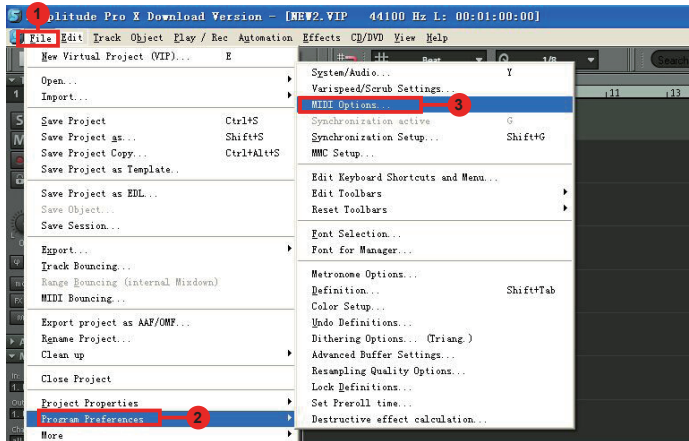 plitude Pro X Download Version - [NEW2.VIP 44100 Hz L: 00:01:00:00]
1
File Edit Track Object Play / Rec Automation Effects CD/DVD View Help
New Virtual Project (VIP)... E
Open...
Import...
Save Project Ctrl+S
Save Project as... Shift+S
Save Project Copy... Ctrl+Alt+S
Save Project as Template..
Save Project as EDL...
Save Object...
Save Session...
Export...
Track Bouncing...
Range Bouncing (internal Mixdown)
MIDI Bouncing...
Export project as AAF/OMF...
Rename Project...
Clean up
Close Project
Project Properties
Program Preferences 2
More
System/Audio... Y
Varispeed/Scrub Settings...
MIDI Options... 3
Synchronization active G
Synchronization Setup... Shift+G
MMC Setup...
Edit Keyboard Shortcuts and Menu...
Edit Toolbars
Reset Toolbars
Font Selection...
Font for Manager...
Metronome Options...
Definition... Shift+Tab
Color Setup...
Undo Definitions...
Dithering Options... (Triang.)
Advanced Buffer Settings...
Resampling Quality Options...
Lock Definitions...
Set Preroll time...
Destructive effect calculation...
Beat 1/8 Search
11 13
1
S
M